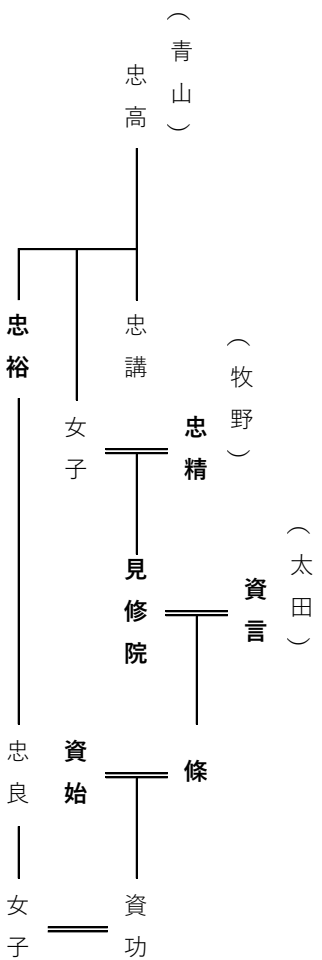 （青山）
忠高
忠講
女子
忠裕
（牧野）
忠精
見修院
（太田）
資言
條
資始
忠良
資功
女子